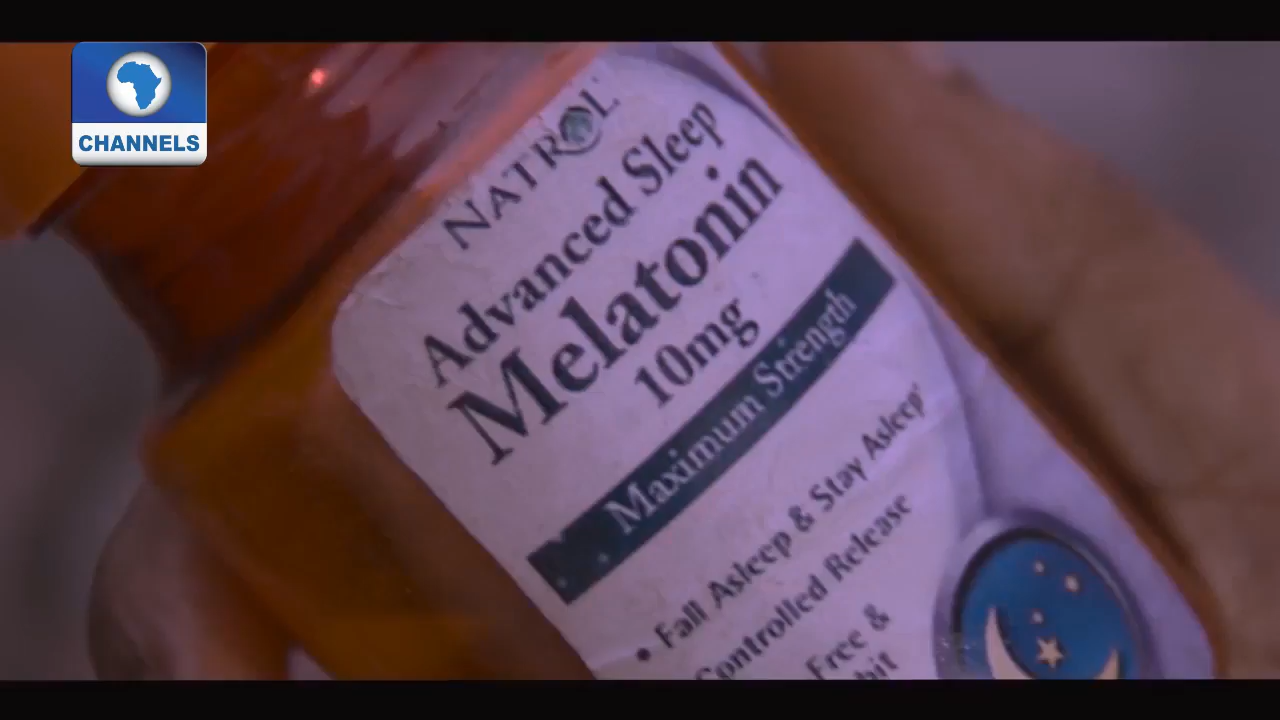 CHANNELS
NATROL
Advanced Sleep
Melatonin
10mg
Maximum Strength
• Fall Asleep & Stay Asleep*
Controlled Release
Free &